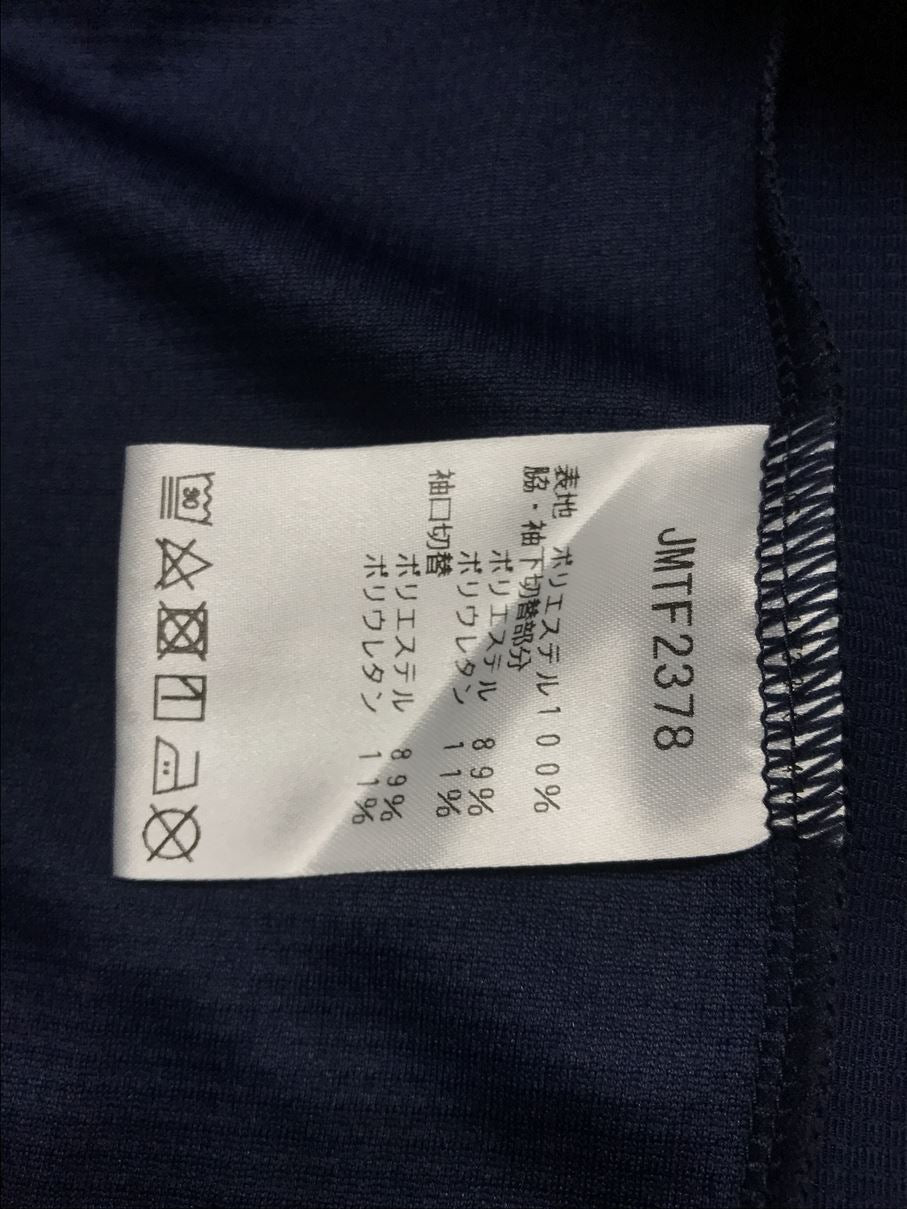 JMTF2378
表地 ポリエステル100%
脇・袖下切替部分
ポリエステル 89%
ポリウレタン 11%
袖口切替
ポリエステル 89%
ポリウレタン 11%
30